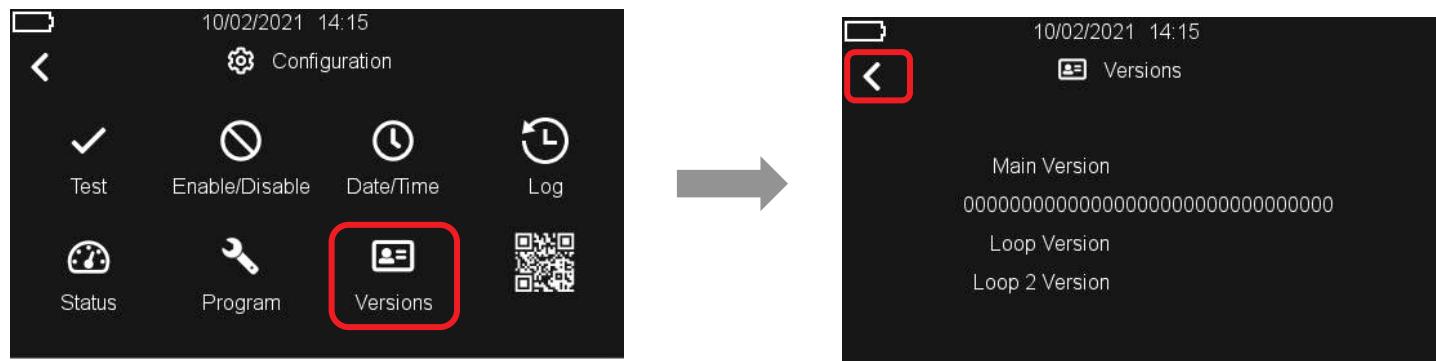 10/02/2021 14:15
Configuration
Test Enable/Disable Date/Time Log
Status Program Versions
10/02/2021 14:15
Versions
Main Version
00000000000000000000000000000000
Loop Version
Loop 2 Version